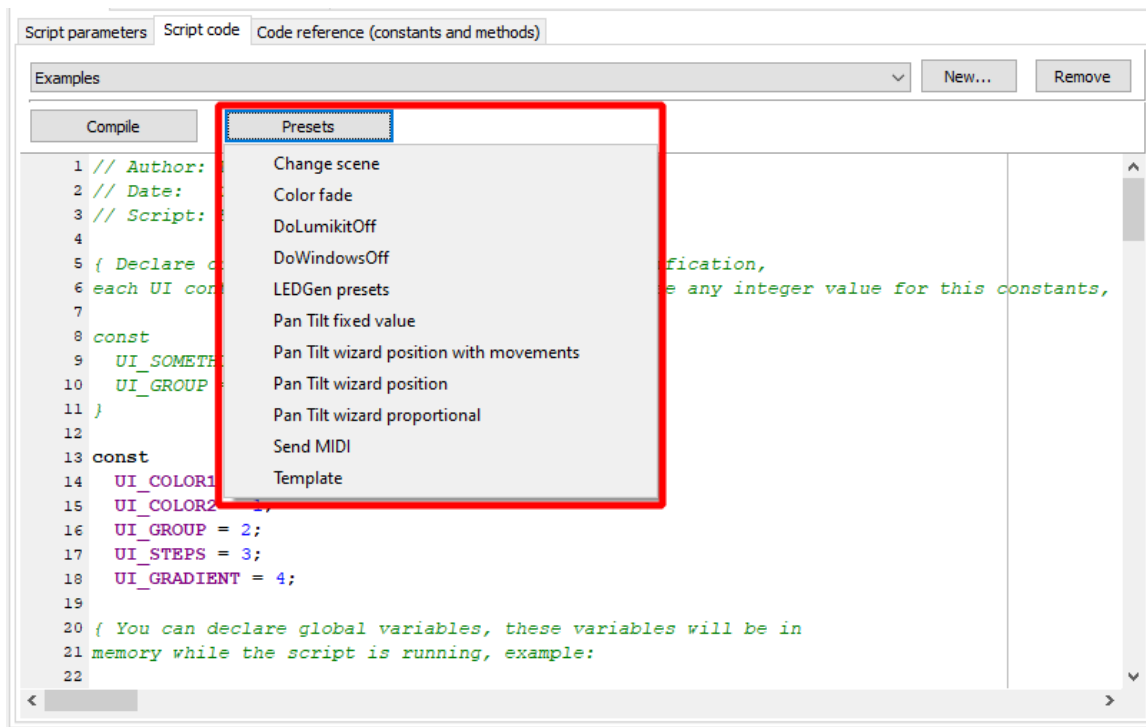 Script parameters Script code Code reference (constants and methods)
Examples New... Remove
Compile Presets
Change scene
Color fade
DoLumikitOff
DoWindowsOff
LEDGen presets
Pan Tilt fixed value
Pan Tilt wizard position with movements
Pan Tilt wizard position
Pan Tilt wizard proportional
Send MIDI
Template
1 // Author:
2 // Date:
3 // Script:
4
5 { Declare fication,
6 each UI any integer value for this constants,
7
8 const
9
10 UI_GROUP
11 }
12
13 const
14 UI_COLOR1
15 UI_COLOR2
16 UI_GROUP = 2;
17 UI_STEPS = 3;
18 UI_GRADIENT = 4;
19
20 { You can declare global variables, these variables will be in
21 memory while the script is running, example:
22